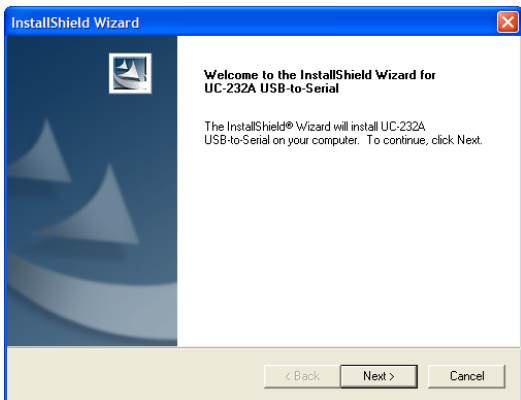 InstallShield Wizard
Welcome to the InstallShield Wizard for
UC-232A USB-to-Serial
The InstallShield® Wizard will install UC-232A
USB-to-Serial on your computer. To continue, click Next.
< Back Next > Cancel